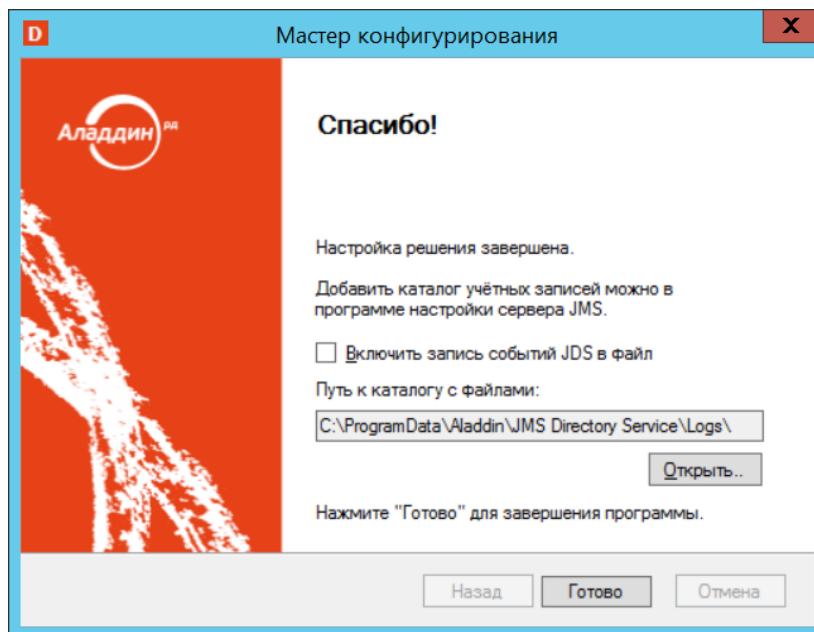 D
Мастер конфигурирования
X
Аладдин РД
Спасибо!
Настройка решения завершена.
Добавить каталог учётных записей можно в
программе настройки сервера JMS.
Включить запись событий JDS в файл
Путь к каталогу с файлами:
C:\ProgramData\Aladdin\JMS Directory Service\Logs\
Открыть..
Нажмите "Готово" для завершения программы.
Назад
Готово
Отмена